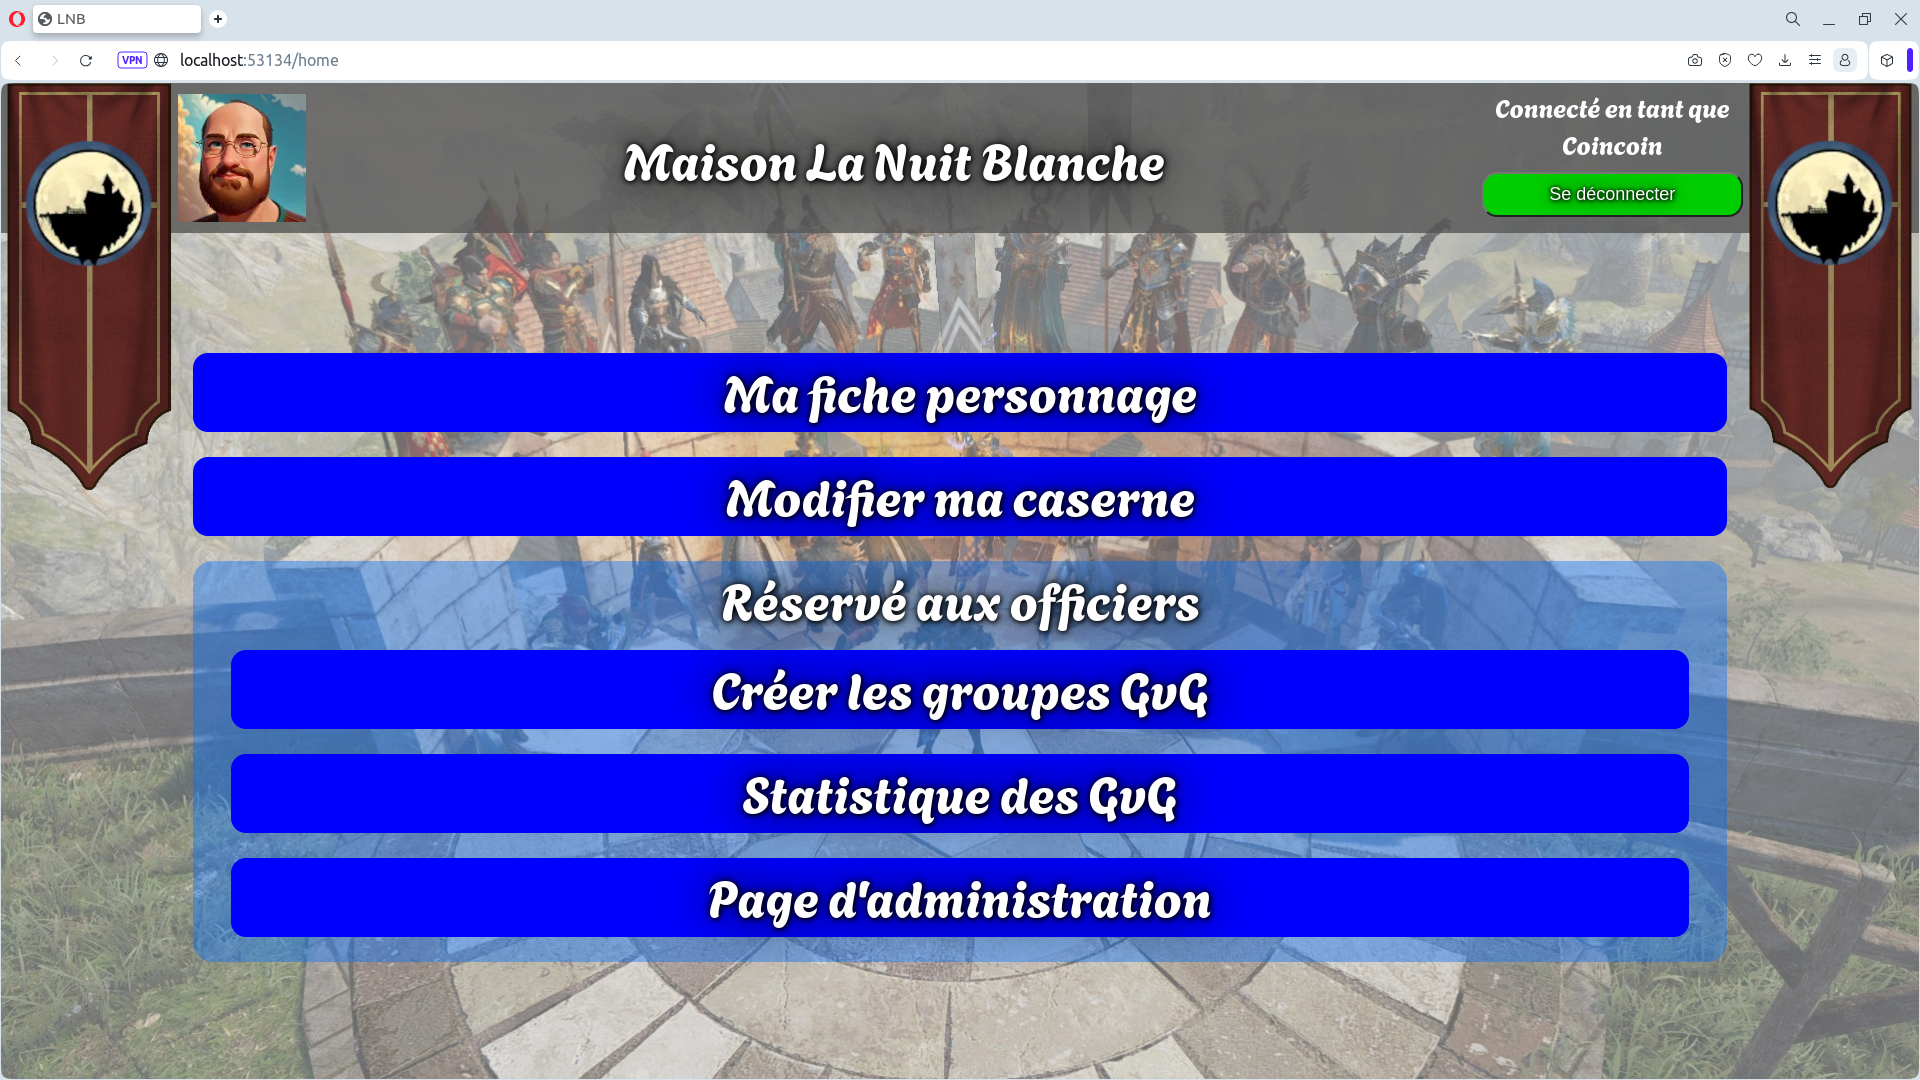 LNB
VPN
localhost:53134/home
Maison La Nuit Blanche
Connecté en tant que
Coincoin
Se déconnecter
Ma fiche personnage
Modifier ma caserne
Réservé aux officiers
Créer les groupes GvG
Statistique des GvG
Page d'administration